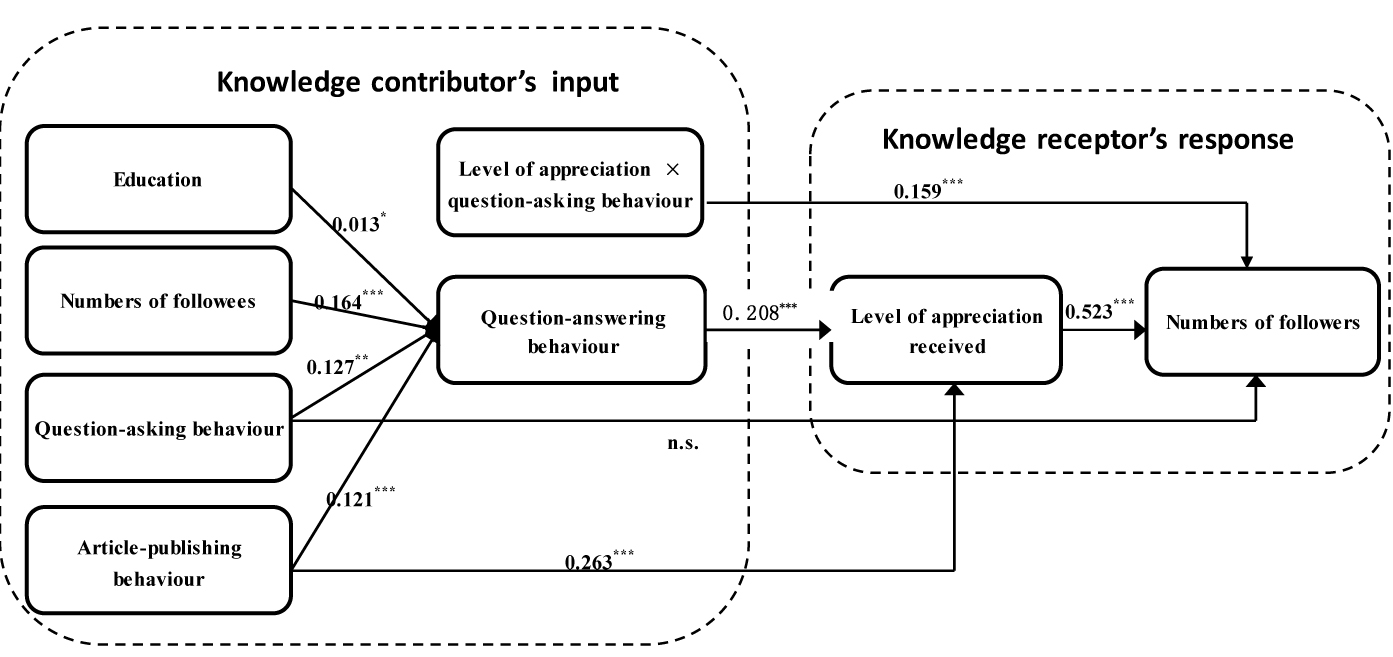 Knowledge contributor's input
Knowledge receptor's response
Education
Level of appreciation ×
question-asking behaviour
0.159***
0.013*
Numbers of followees
0.164***
Question-answering
behaviour
0.208***
Level of appreciation
received
0.523***
Numbers of followers
0.127**
Question-asking behaviour
n.s.
0.121***
Article-publishing
behaviour
0.263***